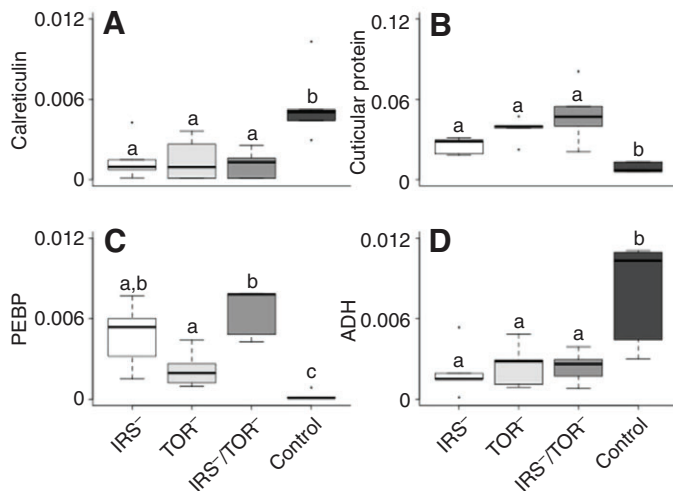 A
Calreticulin
0.012
0.006
0
a
a
a
b
B
Cuticular protein
0.12
0.06
0
a
a
a
b
C
PEBP
0.012
0.006
0
a,b
a
b
c
IRS⁻
TOR⁻
IRS⁻/TOR⁻
Control
D
ADH
0.012
0.006
0
a
a
a
b
IRS⁻
TOR⁻
IRS⁻/TOR⁻
Control